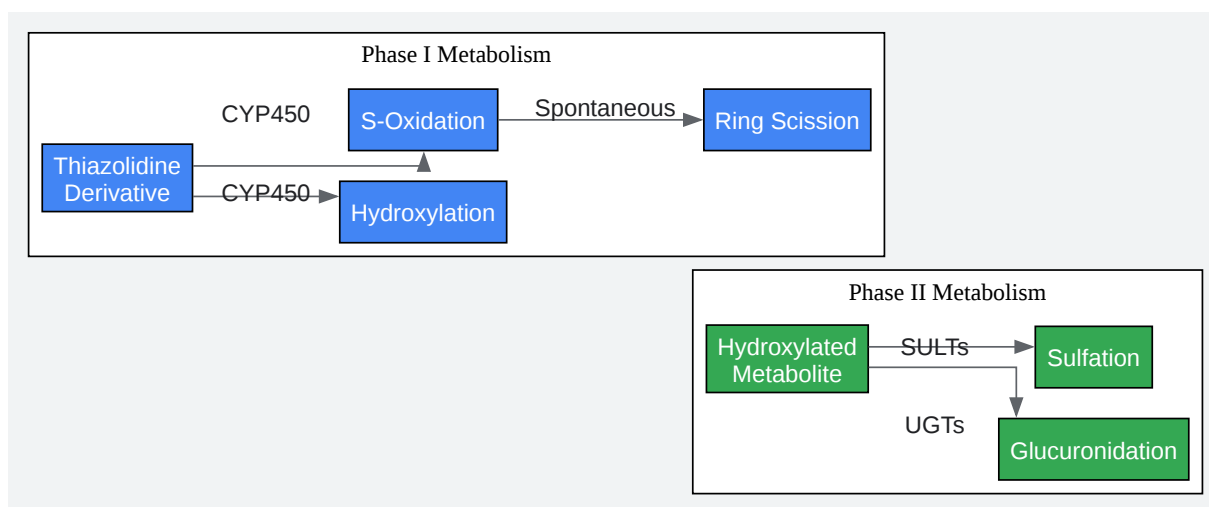 Phase I Metabolism
CYP450
S-Oxidation
Spontaneous
Ring Scission
Thiazolidine
Derivative
CYP450
Hydroxylation
Phase II Metabolism
Hydroxylated
Metabolite
SULTs
Sulfation
UGTs
Glucuronidation